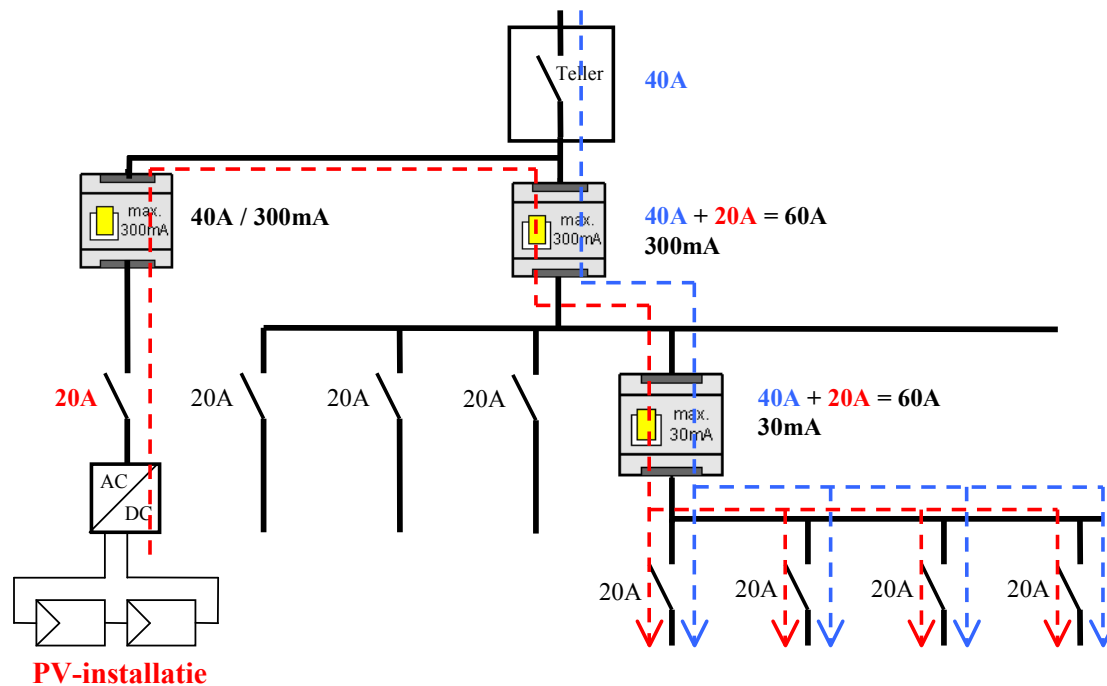 Teller
40A
max.
300mA
40A / 300mA
max.
300mA
40A + 20A = 60A
300mA
20A
20A
20A
20A
max.
30mA
40A + 20A = 60A
30mA
AC
DC
20A
20A
20A
20A
PV-installatie